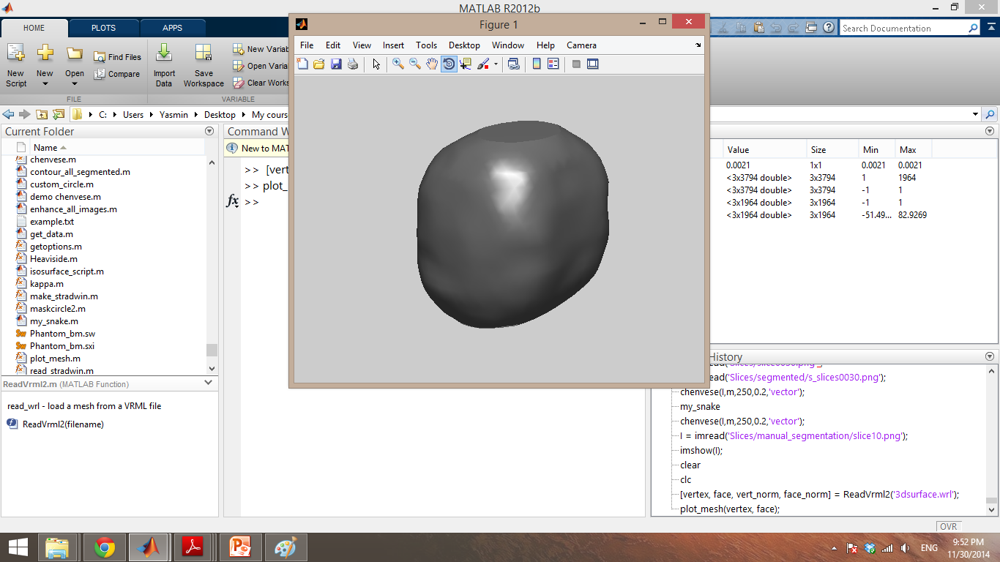 MATLAB R2012b
HOME
PLOTS
APPS
Search Documentation
New Script
New
Open
Find Files
Compare
Import Data
Save Workspace
New Variab
Open Varia
Clear Works
FILE
VARIABLE
C:
Users
Yasmin
Desktop
My cours
Current Folder
Name
chenvese.m
contour_all_segmented.m
custom_circle.m
demo chenvese.m
enhance_all_images.m
example.txt
get_data.m
getoptions.m
Heaviside.m
isosurface_script.m
kappa.m
make_stradwin.m
maskcircle2.m
my_snake.m
Phantom_bm.sw
Phantom_bm.sxi
plot_mesh.m
read_stradwin.m
ReadVrml2.m (MATLAB Function)
read_wrl - load a mesh from a VRML file
ReadVrml2(filename)
Command W
New to MAT
>> [vert
>> plot_
fx >>
Figure 1
File Edit View Insert Tools Desktop Window Help Camera
Value Size Min Max
0.0021 1x1 0.0021 0.0021
<3x3794 double> 3x3794 1 1964
<3x3794 double> 3x3794 -1 1
<3x1964 double> 3x1964 -1 1
<3x1964 double> 3x1964 -51.49... 82.9269
History
ead('Slices/segmented/s_slices0030.png');
chenvese(I,m,250,0.2,'vector');
my_snake
chenvese(I,m,250,0.2,'vector');
I = imread('Slices/manual_segmentation/slice10.png');
imshow(I);
clear
clc
[vertex, face, vert_norm, face_norm] = ReadVrml2('3dsurface.wrl');
plot_mesh(vertex, face);
OVR
ENG
9:52 PM
11/30/2014